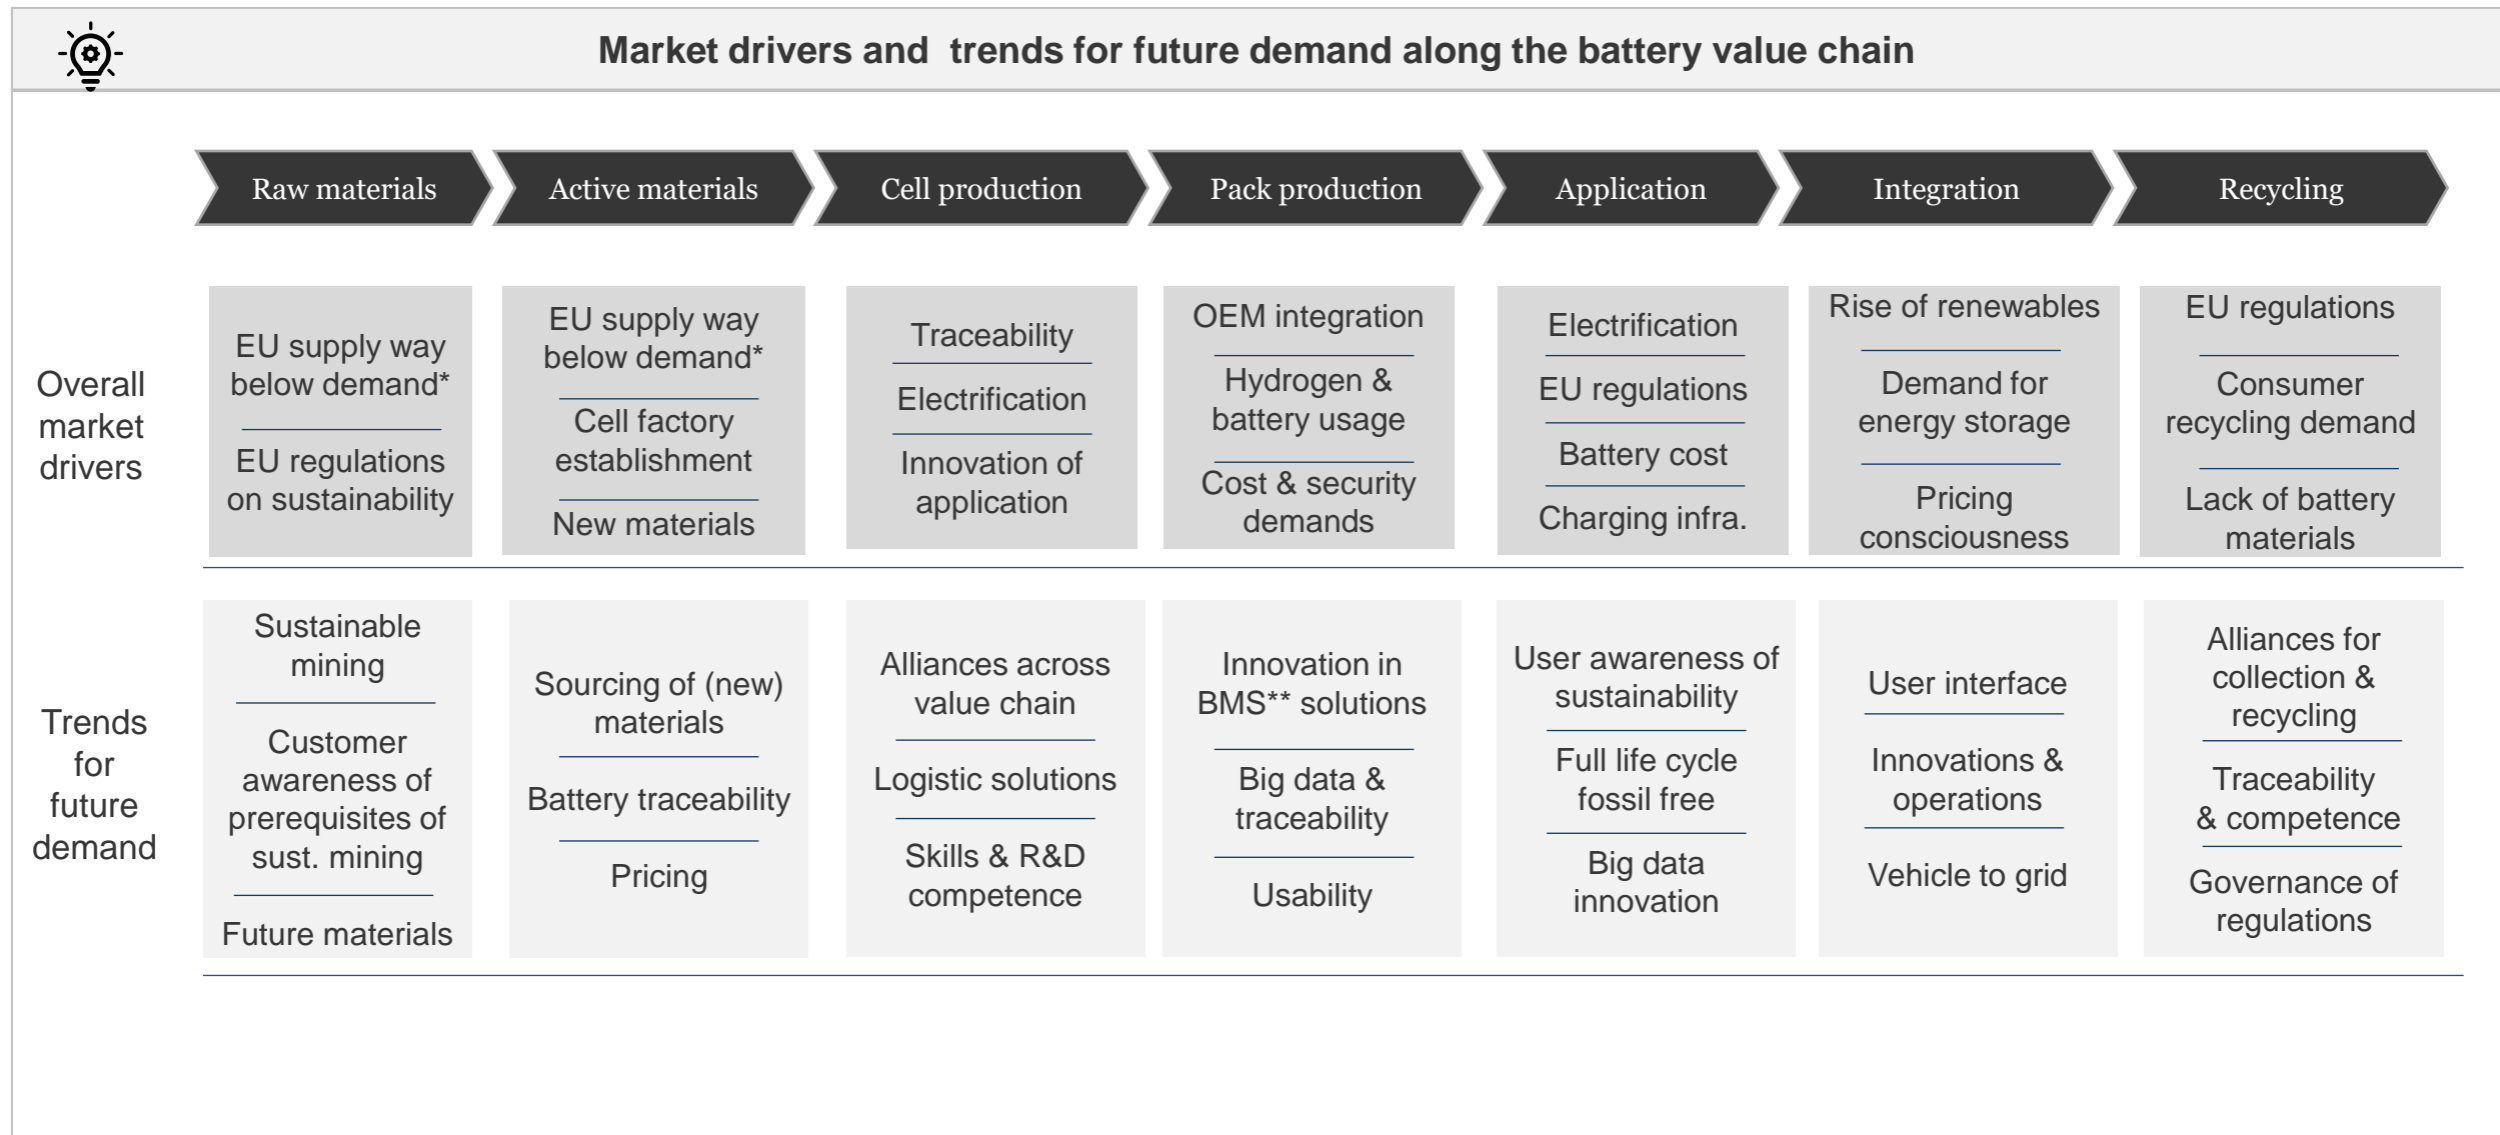 Market drivers and  trends for future demand along the battery value chain
Raw materials
Active materials
Cell production
Pack production
Application
Integration
Recycling
Overall
market
drivers
EU supply way
below demand*
EU regulations
on sustainability
EU supply way
below demand*
Cell factory
establishment
New materials
Traceability
Electrification
Innovation of
application
OEM integration
Hydrogen &
battery usage
Cost & security
demands
Electrification
EU regulations
Battery cost
Charging infra.
Rise of renewables
Demand for
energy storage
Pricing
consciousness
EU regulations
Consumer
recycling demand
Lack of battery
materials
Trends
for
future
demand
Sustainable
mining
Customer
awareness of
prerequisites of
sust. mining
Future materials
Sourcing of (new)
materials
Battery traceability
Pricing
Alliances across
value chain
Logistic solutions
Skills & R&D
competence
Innovation in
BMS** solutions
Big data &
traceability
Usability
User awareness of
sustainability
Full life cycle
fossil free
Big data
innovation
User interface
Innovations &
operations
Vehicle to grid
Alliances for
collection &
recycling
Traceability
& competence
Governance of
regulations